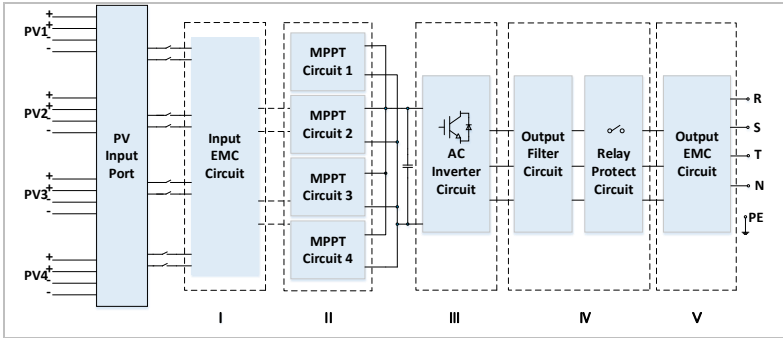 +
+
-
-
PV1
+
+
-
-
PV2
+
+
-
-
PV3
+
+
-
-
PV4
PV
Input
Port
Input
EMC
Circuit
MPPT
Circuit 1
MPPT
Circuit 2
MPPT
Circuit 3
MPPT
Circuit 4
AC
Inverter
Circuit
Output
Filter
Circuit
Relay
Protect
Circuit
Output
EMC
Circuit
R
S
T
N
PE
I
II
III
IV
V